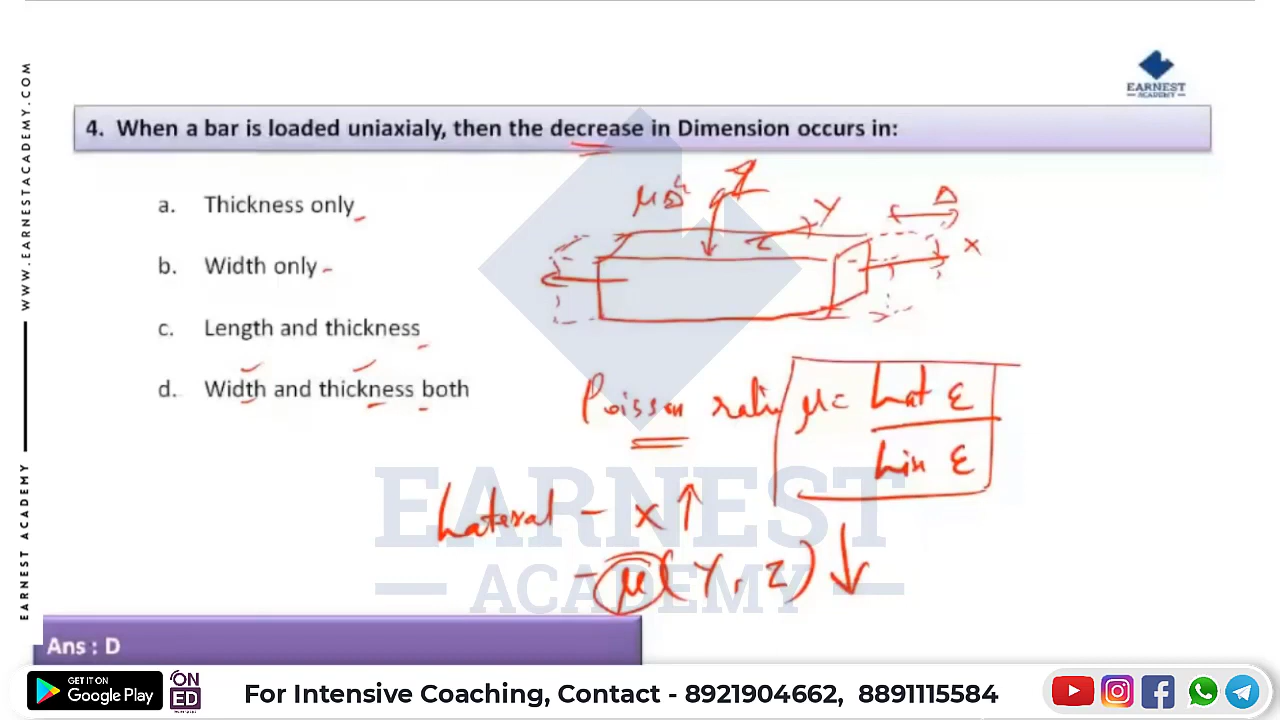 EARNEST
ACADEMY
WWW.EARNESTACADEMY.COM
EARNEST ACADEMY
4. When a bar is loaded uniaxialy, then the decrease in Dimension occurs in:
a. Thickness only
b. Width only
c. Length and thickness
d. Width and thickness both
Z
Y
Δ
X
Poisson ratio μ = Lat ε
Lin ε
Lateral - X ↑
- μ (Y, Z) ↓
EARNEST
ACADEMY
Ans : D
GET IT ON
Google Play
ON
ED
For Intensive Coaching, Contact - 8921904662, 8891115584